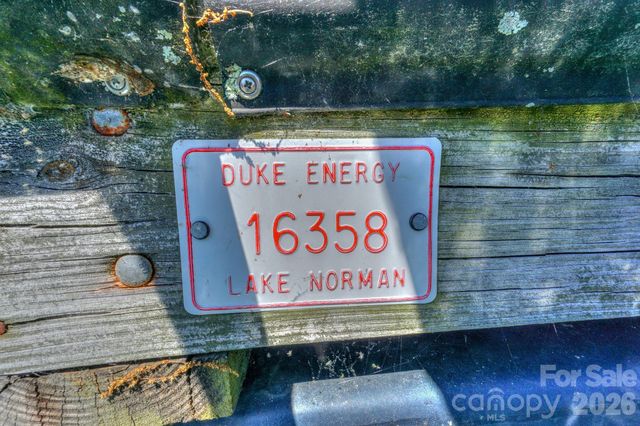 DUKE ENERGY
16358
LAKE NORMAN
For Sale
canopy 2026
MLS